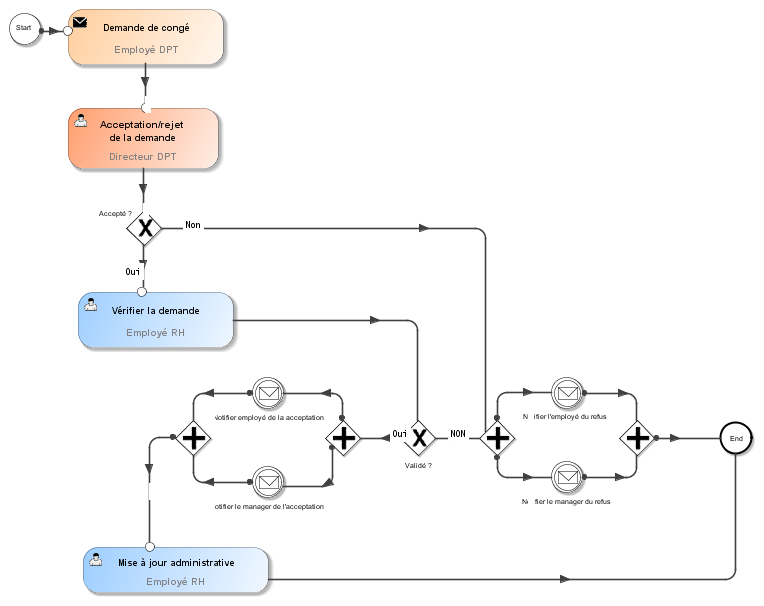 Start
Demande de congé
Employé DPT
Acceptation/rejet
de la demande
Directeur DPT
Accepté ?
Non
Oui
Vérifier la demande
Employé RH
otifier employé de la acceptation
N ifier l'employé du refus
Oui
NON
End
Validé ?
otifier le manager de l'acceptation
fier le manager du refus
Mise à jour administrative
Employé RH